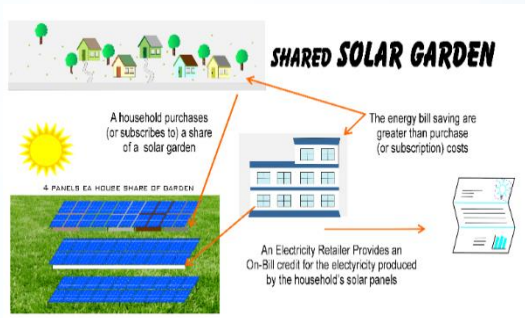 SHARED SOLAR GARDEN
A household purchases
(or subscribes to) a share
of a solar garden
The energy bill saving are
greater than purchase
(or subscription) costs
4 PANELS EA HOUSE SHARE OF GARDEN
An Electricity Retailer Provides an
On-Bill credit for the electyricity produced
by the household's solar panels